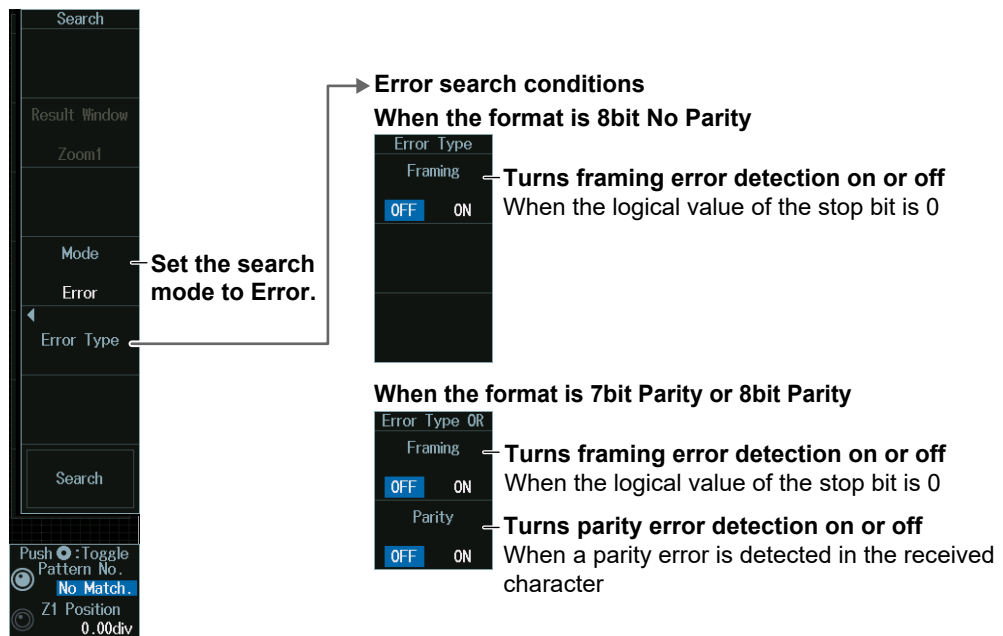 Search
Result Window
Zoom1
Mode
Error
Error Type
Search
Push :Toggle
Pattern No.
No Match.
Z1 Position
0.00div
Set the search
mode to Error.
Error search conditions
When the format is 8bit No Parity
Error Type
Framing
OFF ON
Turns framing error detection on or off
When the logical value of the stop bit is 0
When the format is 7bit Parity or 8bit Parity
Error Type OR
Framing
OFF ON
Turns framing error detection on or off
When the logical value of the stop bit is 0
Parity
OFF ON
Turns parity error detection on or off
When a parity error is detected in the received
character